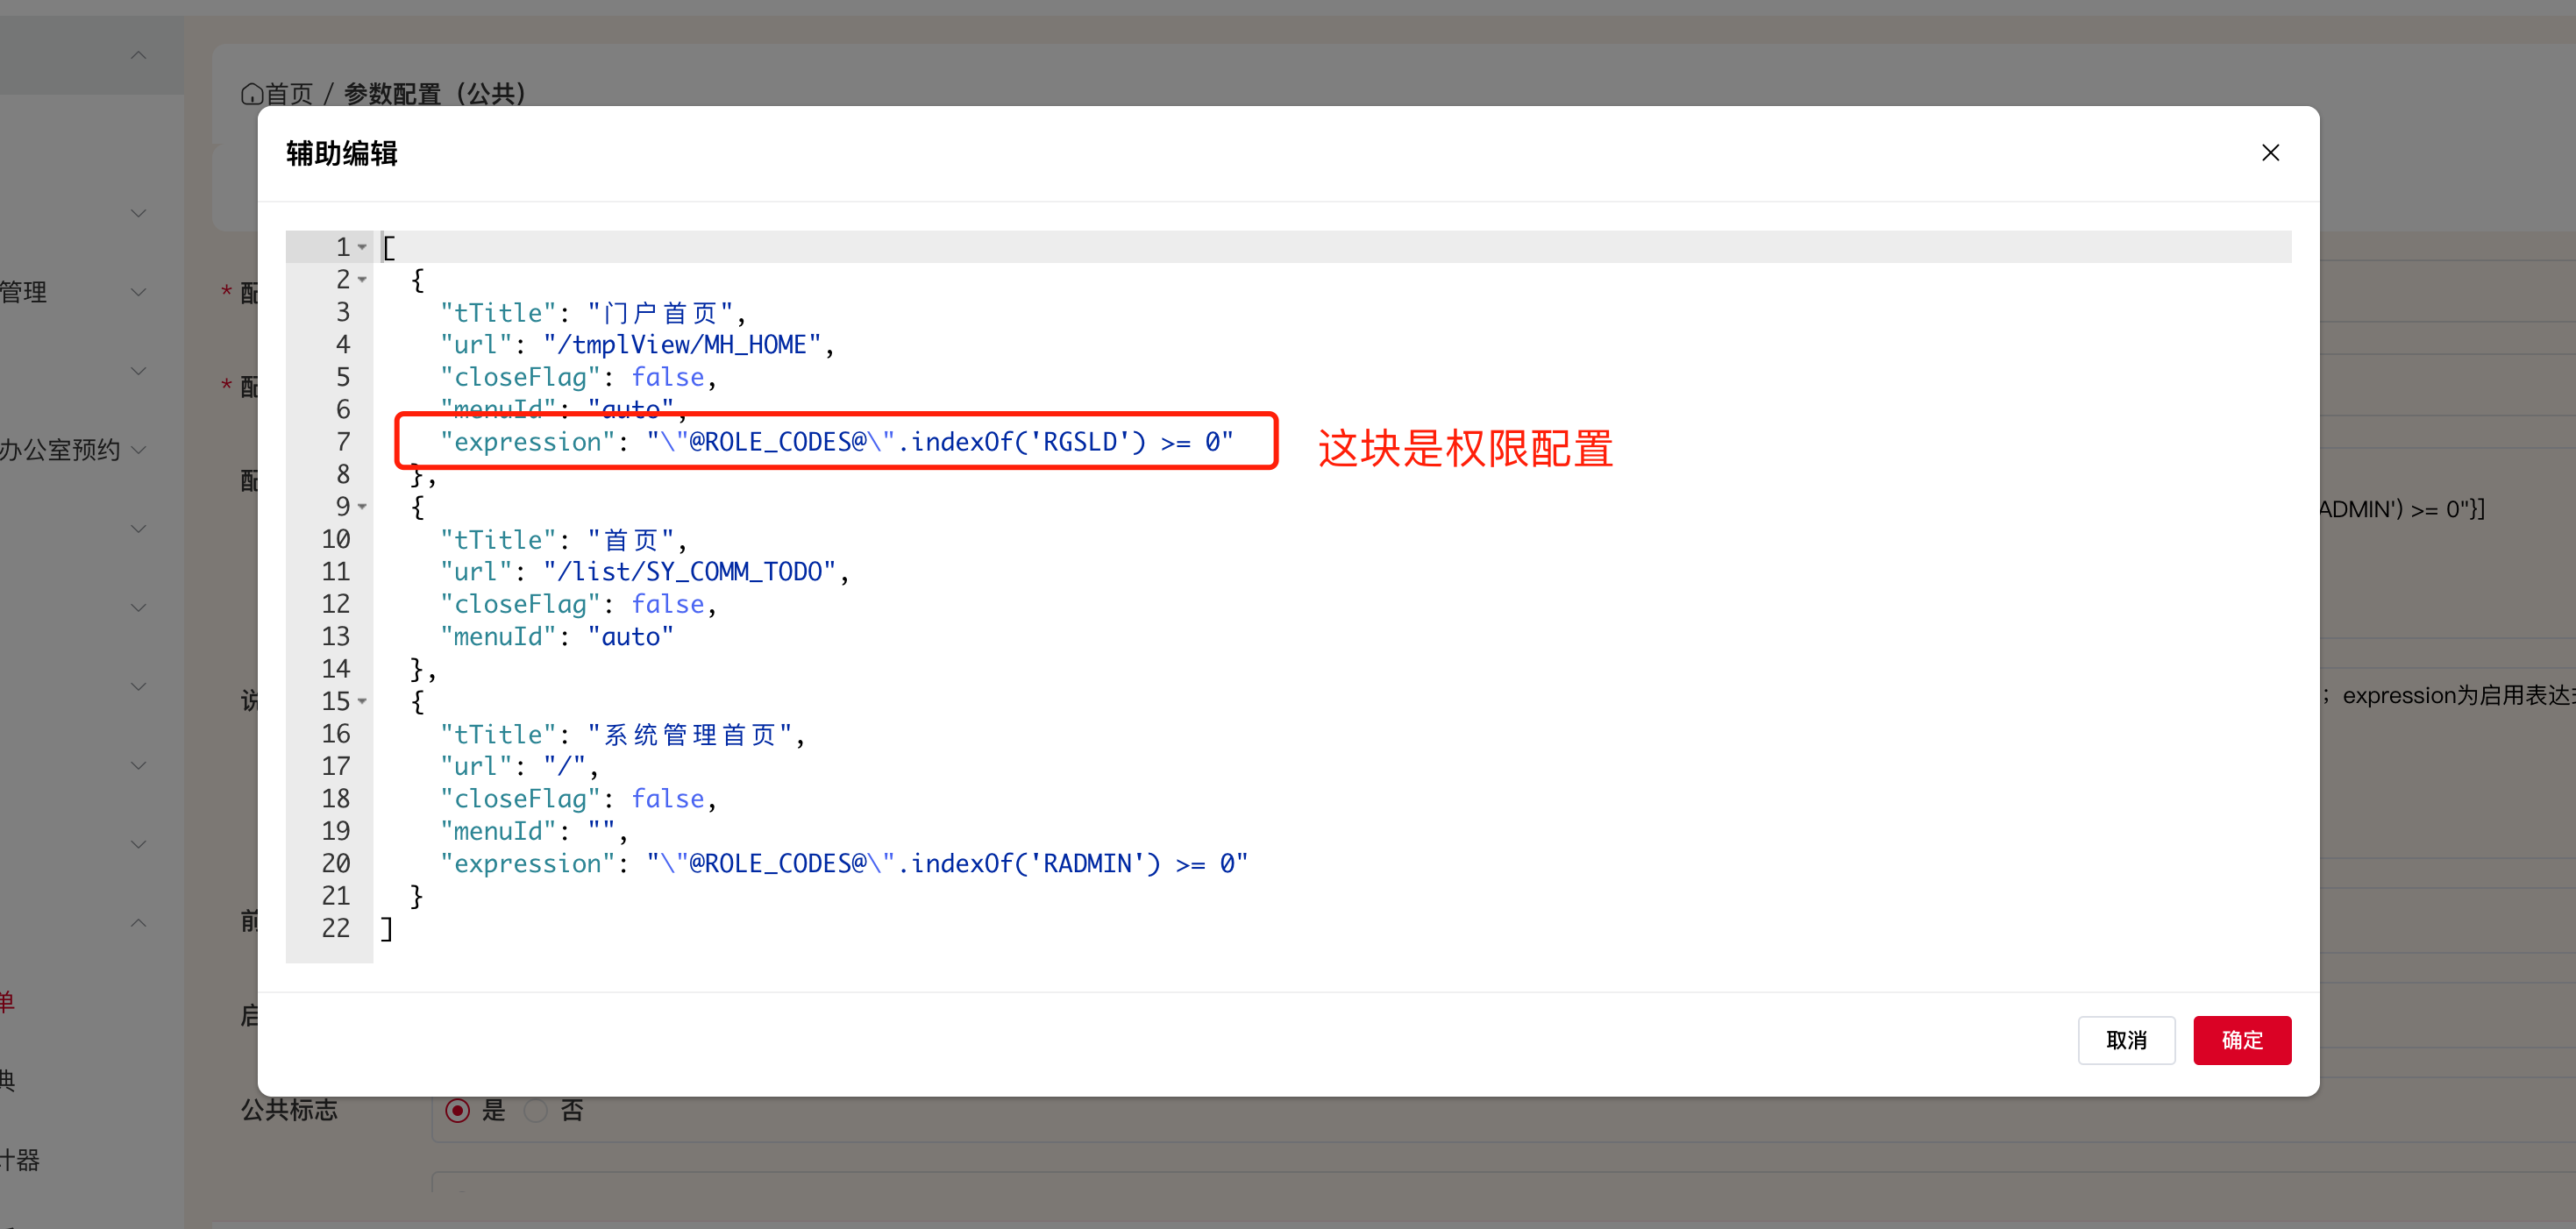 首页 / 参数配置（公共）
辅助编辑
管理
办公室预约
* 配
* 配
配
说
前
启
1 [
2 {
3 "tTitle": "门户首页",
4 "url": "/tmplView/MH_HOME",
5 "closeFlag": false,
6 "menuId": "auto",
7 "expression": "\"@ROLE_CODES@\".indexOf('RGSLD') >= 0"
这块是权限配置
8 },
9 {
10 "tTitle": "首页",
11 "url": "/list/SY_COMM_TODO",
12 "closeFlag": false,
13 "menuId": "auto"
14 },
15 {
16 "tTitle": "系统管理首页",
17 "url": "/",
18 "closeFlag": false,
19 "menuId": "",
20 "expression": "\"@ROLE_CODES@\".indexOf('RADMIN') >= 0"
21 }
22 ]
ADMIN') >= 0"}]
；expression为启用表达
取消
确定
单
典
计器
公共标志
是
否